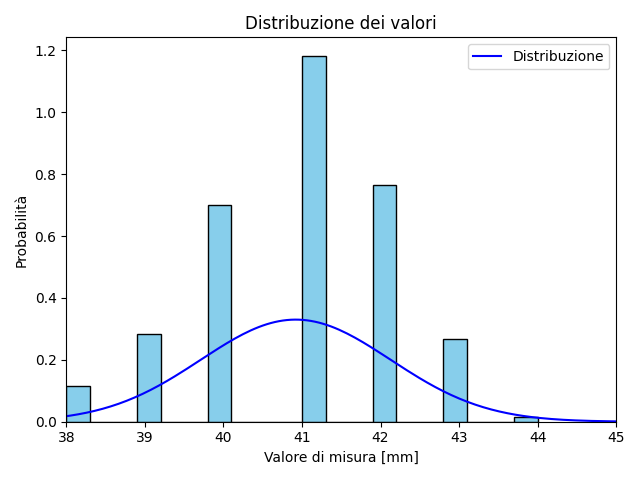 Distribuzione dei valori
Distribuzione
1.2
1.0
0.8
0.6
0.4
0.2
0.0
Probabilità
38 39 40 41 42 43 44 45
Valore di misura [mm]